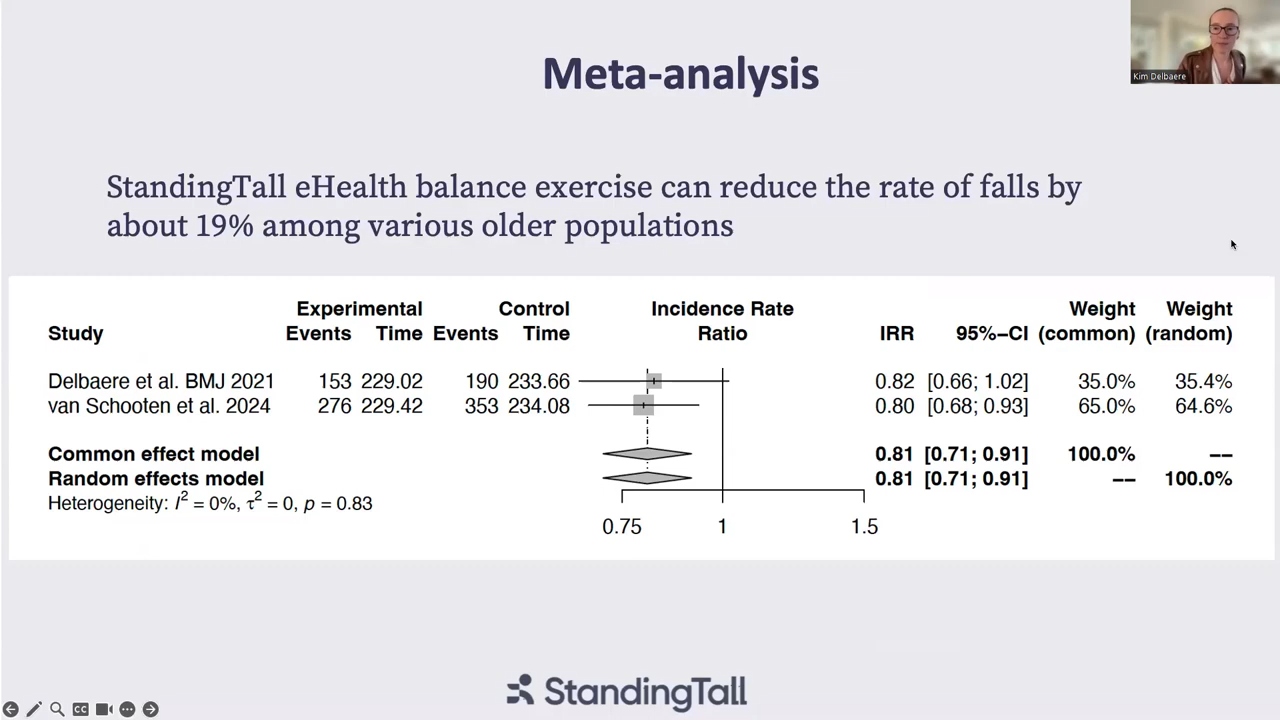 Meta-analysis
Kim Delbaere
StandingTall eHealth balance exercise can reduce the rate of falls by
about 19% among various older populations
Experimental Control Incidence Rate Weight Weight
Study Events Time Events Time Ratio IRR 95%–CI (common) (random)
Delbaere et al. BMJ 2021 153 229.02 190 233.66 0.82 [0.66; 1.02] 35.0% 35.4%
van Schooten et al. 2024 276 229.42 353 234.08 0.80 [0.68; 0.93] 65.0% 64.6%
Common effect model 0.81 [0.71; 0.91] 100.0% ––
Random effects model 0.81 [0.71; 0.91] –– 100.0%
Heterogeneity: I² = 0%, τ² = 0, p = 0.83
0.75 1 1.5
StandingTall
CC